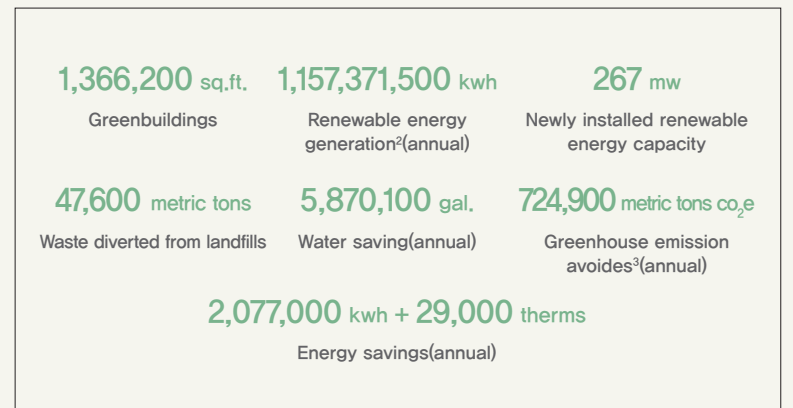 1,366,200 sq.ft.
Greenbuildings
1,157,371,500 kwh
Renewable energy
generation²(annual)
267 mw
Newly installed renewable
energy capacity
47,600 metric tons
Waste diverted from landfills
5,870,100 gal.
Water saving(annual)
724,900 metric tons co₂e
Greenhouse emission
avoides³(annual)
2,077,000 kwh + 29,000 therms
Energy savings(annual)